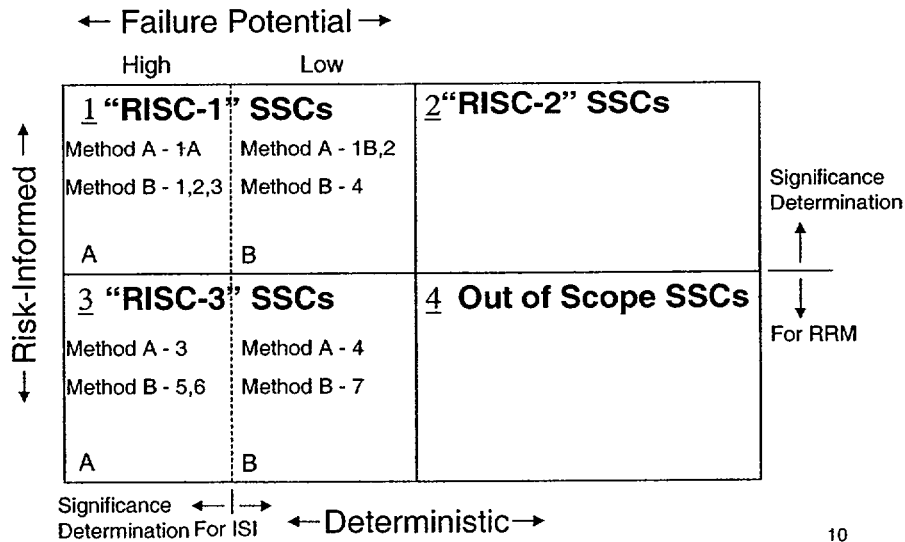 ← Failure Potential →
High Low
1 “RISC-1” SSCs
Method A - 1A
Method B - 1,2,3
A
Method A - 1B,2
Method B - 4
B
2 “RISC-2” SSCs
3 “RISC-3” SSCs
Method A - 3
Method B - 5,6
A
Method A - 4
Method B - 7
B
4 Out of Scope SSCs
← Risk-Informed →
Significance
Determination
For RRM
Significance
Determination For ISI
← Deterministic →
10